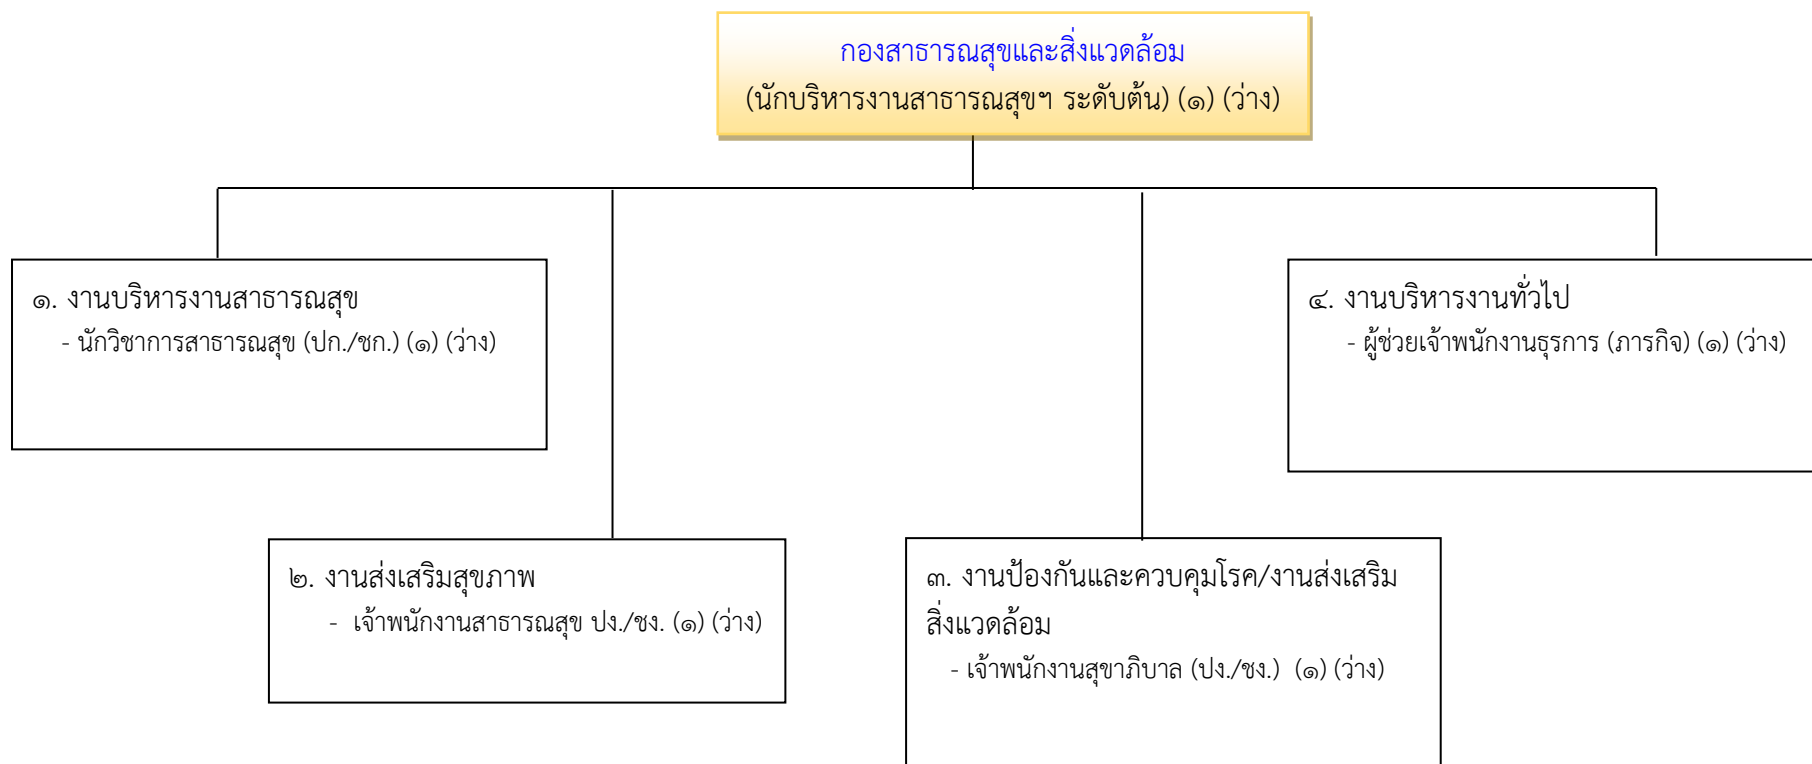 กองสาธารณสุขและสิ่งแวดล้อม
(นักบริหารงานสาธารณสุขฯ ระดับต้น) (๑) (ว่าง)
๑. งานบริหารงานสาธารณสุข
- นักวิชาการสาธารณสุข (ปก./ชก.) (๑) (ว่าง)
๒. งานส่งเสริมสุขภาพ
- เจ้าพนักงานสาธารณสุข ปง./ชง. (๑) (ว่าง)
๓. งานป้องกันและควบคุมโรค/งานส่งเสริม
สิ่งแวดล้อม
- เจ้าพนักงานสุขาภิบาล (ปง./ชง.) (๑) (ว่าง)
๔. งานบริหารงานทั่วไป
- ผู้ช่วยเจ้าพนักงานธุรการ (ภารกิจ) (๑) (ว่าง)